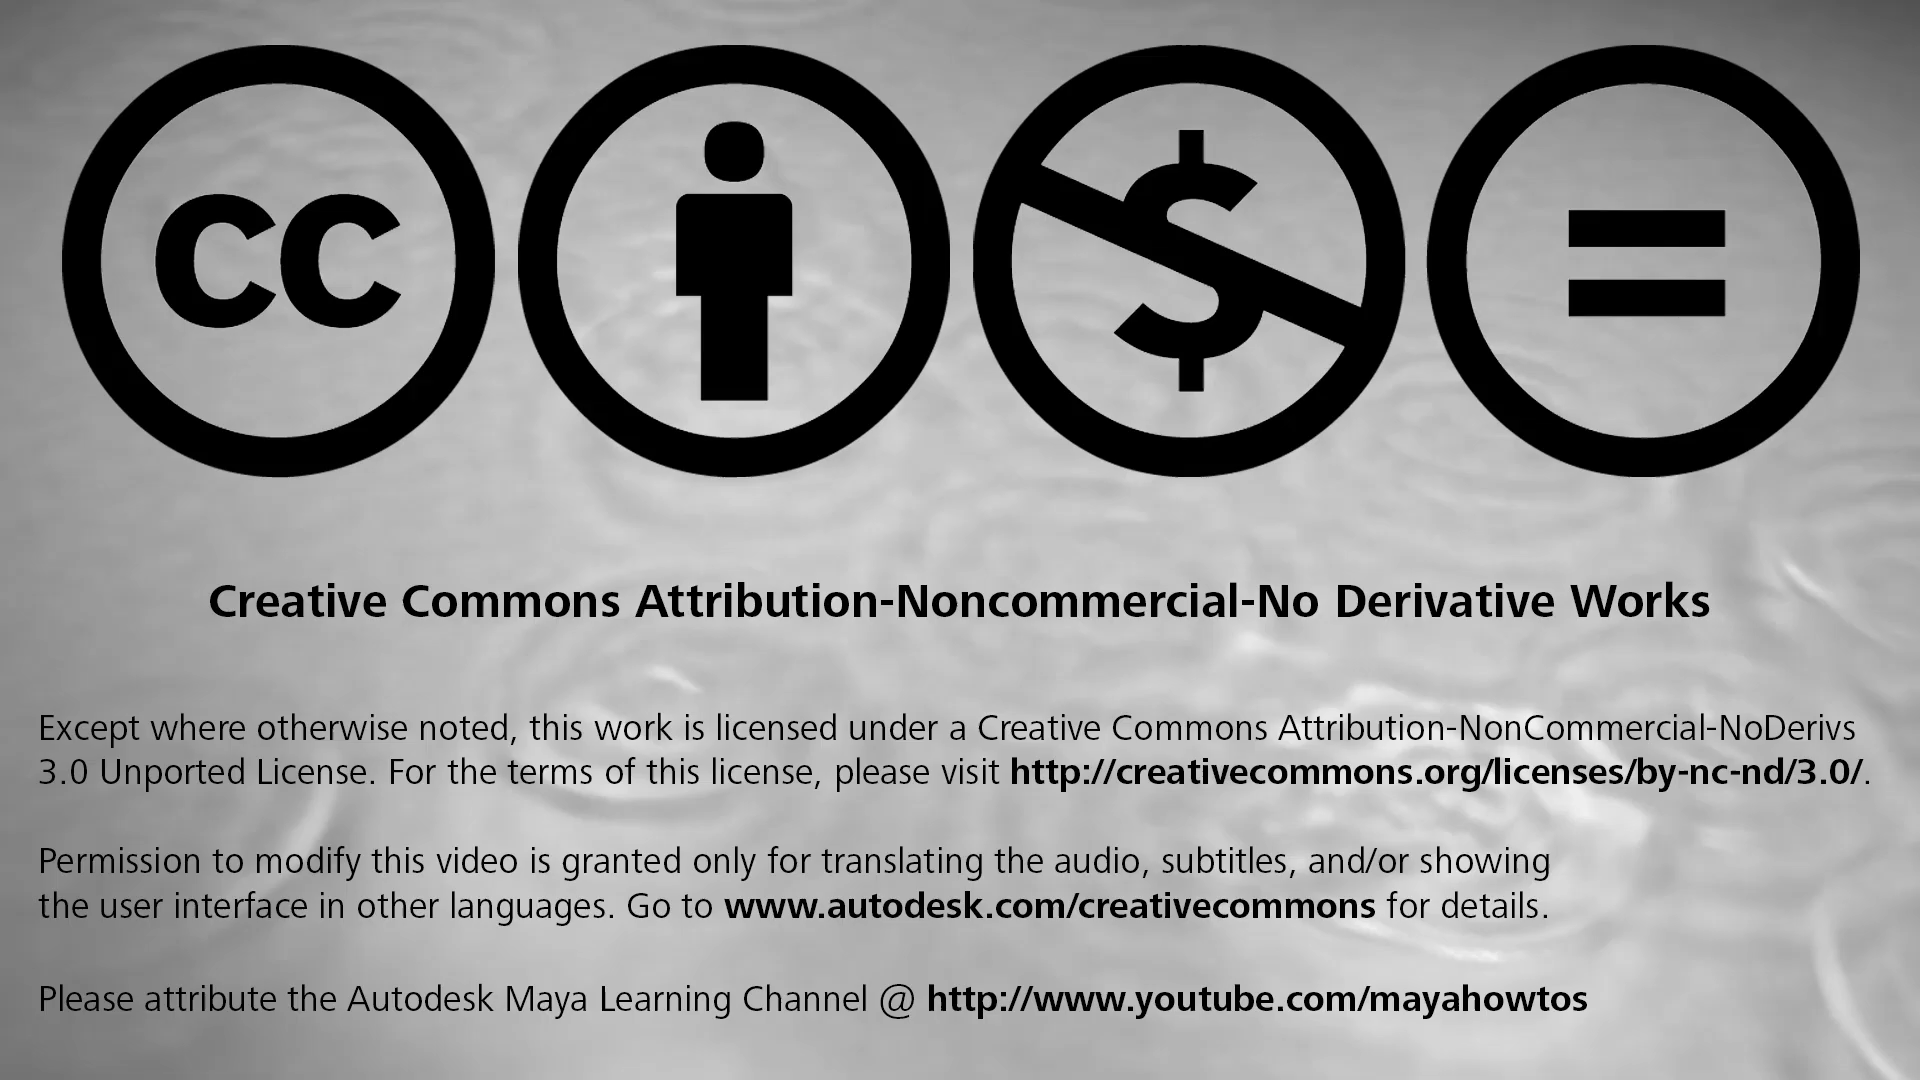 cc
$
=
Creative Commons Attribution-Noncommercial-No Derivative Works
Except where otherwise noted, this work is licensed under a Creative Commons Attribution-NonCommercial-NoDerivs
3.0 Unported License. For the terms of this license, please visit http://creativecommons.org/licenses/by-nc-nd/3.0/.
Permission to modify this video is granted only for translating the audio, subtitles, and/or showing
the user interface in other languages. Go to www.autodesk.com/creativecommons for details.
Please attribute the Autodesk Maya Learning Channel @ http://www.youtube.com/mayahowtos